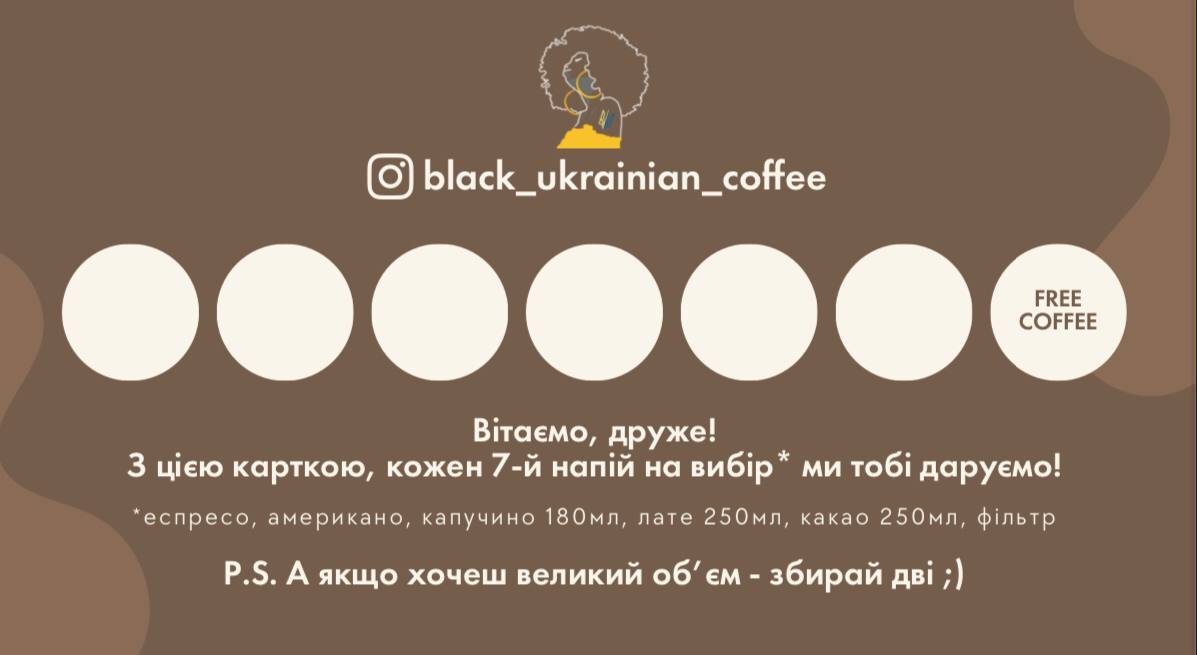 black_ukrainian_coffee
FREE
COFFEE
Вітаємо, друже!
З цією карткою, кожен 7-й напій на вибір* ми тобі даруємо!
*еспресо, американо, капучино 180мл, лате 250мл, какао 250мл, фільтр
P.S. А якщо хочеш великий об’єм - збирай дві ;)